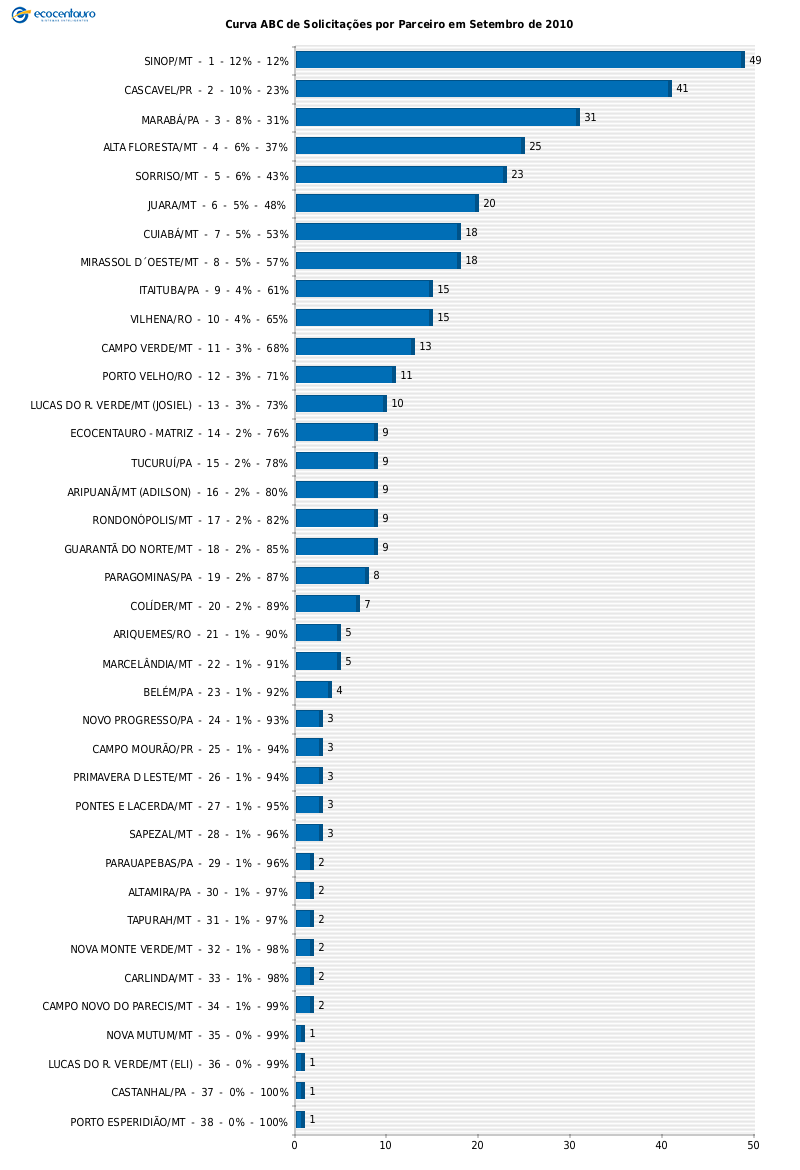 ecocentauro
Curva ABC de Solicitações por Parceiro em Setembro de 2010
SINOP/MT - 1 - 12% - 12% 49
CASCAVEL/PR - 2 - 10% - 23% 41
MARABÁ/PA - 3 - 8% - 31% 31
ALTA FLORESTA/MT - 4 - 6% - 37% 25
SORRISO/MT - 5 - 6% - 43% 23
JUARA/MT - 6 - 5% - 48% 20
CUIABÁ/MT - 7 - 5% - 53% 18
MIRASSOL D´OESTE/MT - 8 - 5% - 57% 18
ITAITUBA/PA - 9 - 4% - 61% 15
VILHENA/RO - 10 - 4% - 65% 15
CAMPO VERDE/MT - 11 - 3% - 68% 13
PORTO VELHO/RO - 12 - 3% - 71% 11
LUCAS DO R. VERDE/MT (JOSIEL) - 13 - 3% - 73% 10
ECOCENTAURO - MATRIZ - 14 - 2% - 76% 9
TUCURUÍ/PA - 15 - 2% - 78% 9
ARIPUANÃ/MT (ADILSON) - 16 - 2% - 80% 9
RONDONÓPOLIS/MT - 17 - 2% - 82% 9
GUARANTÃ DO NORTE/MT - 18 - 2% - 85% 9
PARAGOMINAS/PA - 19 - 2% - 87% 8
COLÍDER/MT - 20 - 2% - 89% 7
ARIQUEMES/RO - 21 - 1% - 90% 5
MARCELÂNDIA/MT - 22 - 1% - 91% 5
BELÉM/PA - 23 - 1% - 92% 4
NOVO PROGRESSO/PA - 24 - 1% - 93% 3
CAMPO MOURÃO/PR - 25 - 1% - 94% 3
PRIMAVERA D LESTE/MT - 26 - 1% - 94% 3
PONTES E LACERDA/MT - 27 - 1% - 95% 3
SAPEZAL/MT - 28 - 1% - 96% 3
PARAUAPEBAS/PA - 29 - 1% - 96% 2
ALTAMIRA/PA - 30 - 1% - 97% 2
TAPURAH/MT - 31 - 1% - 97% 2
NOVA MONTE VERDE/MT - 32 - 1% - 98% 2
CARLINDA/MT - 33 - 1% - 98% 2
CAMPO NOVO DO PARECIS/MT - 34 - 1% - 99% 2
NOVA MUTUM/MT - 35 - 0% - 99% 1
LUCAS DO R. VERDE/MT (ELI) - 36 - 0% - 99% 1
CASTANHAL/PA - 37 - 0% - 100% 1
PORTO ESPERIDIÃO/MT - 38 - 0% - 100% 1
0 10 20 30 40 50